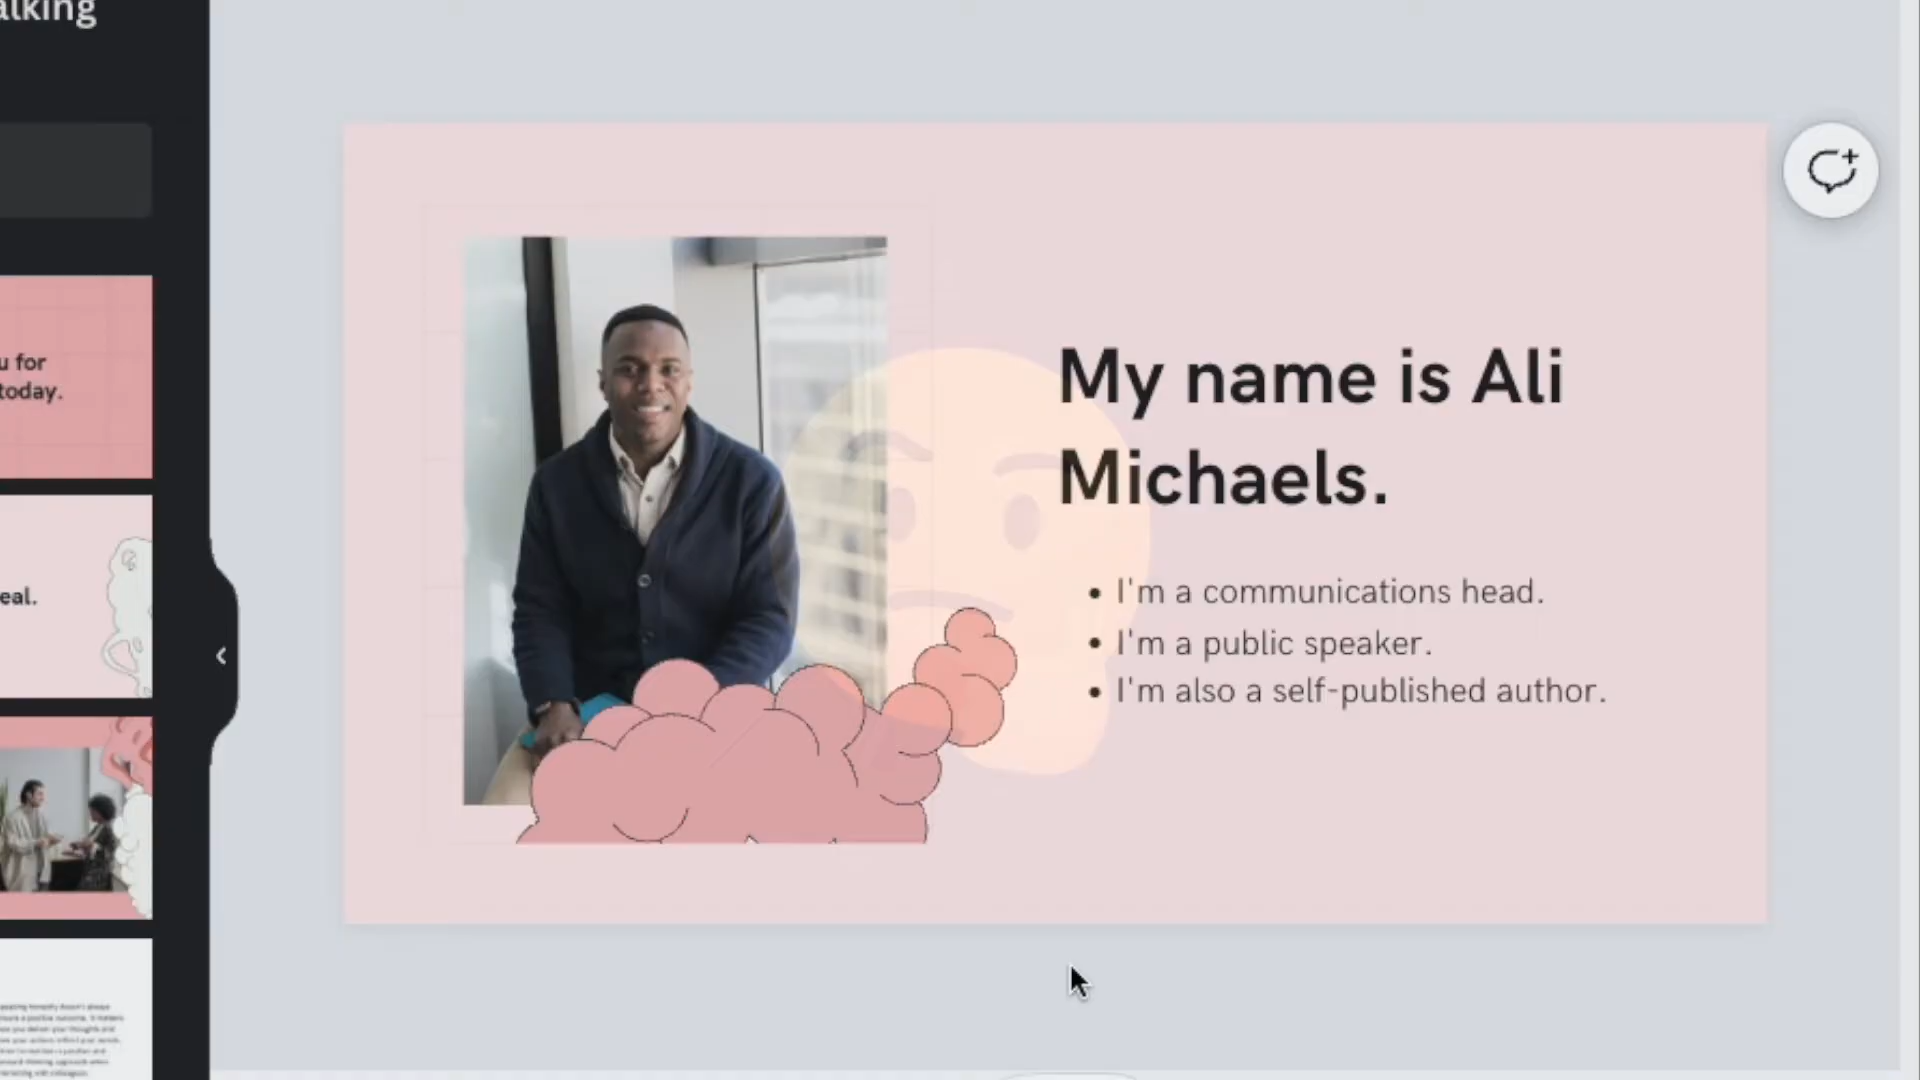 alking
u for
today.
eal.
My name is Ali
Michaels.
• I'm a communications head.
• I'm a public speaker.
• I'm also a self-published author.